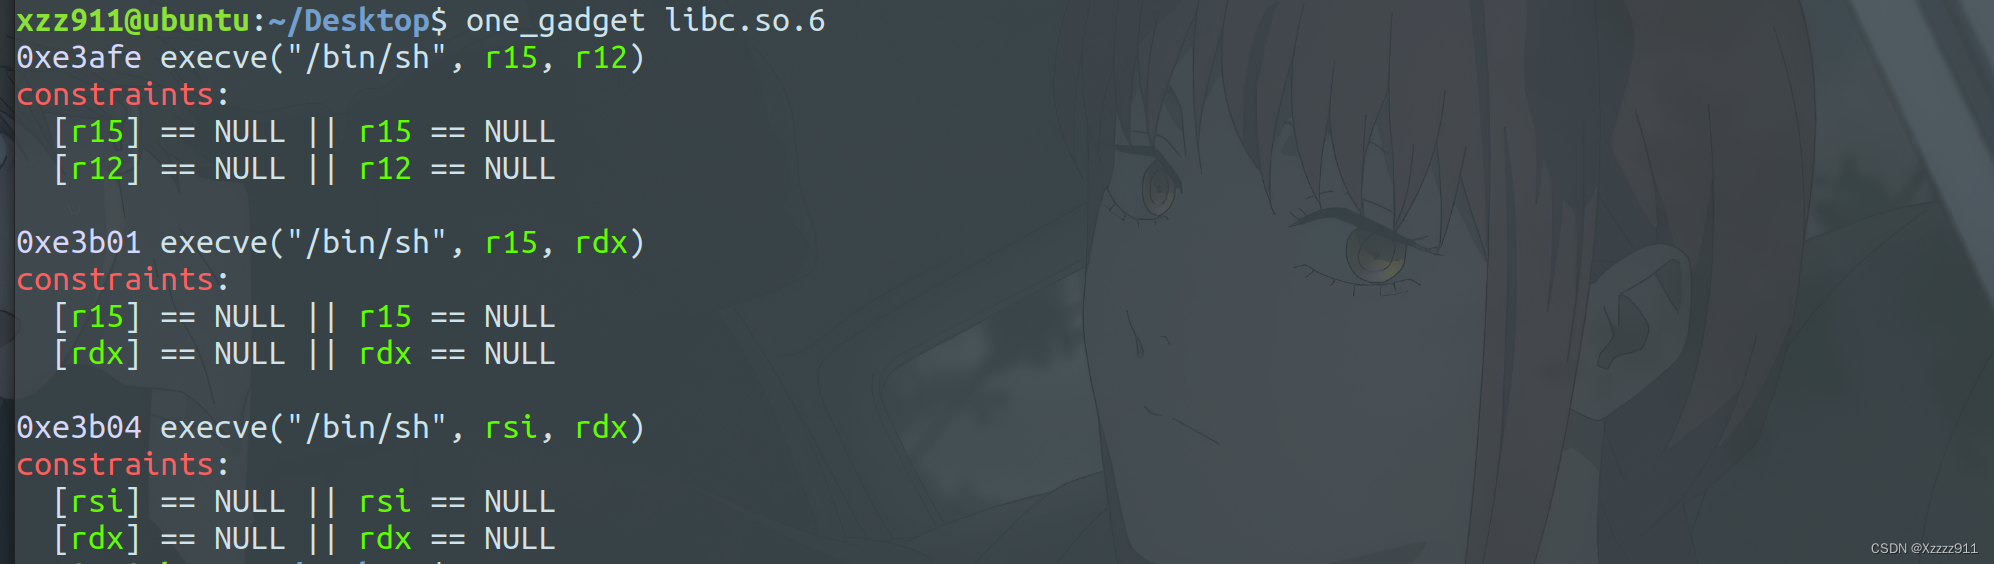 xzz911@ubuntu:~/Desktop$ one_gadget libc.so.6
0xe3afe execve("/bin/sh", r15, r12)
constraints:
  [r15] == NULL || r15 == NULL
  [r12] == NULL || r12 == NULL

0xe3b01 execve("/bin/sh", r15, rdx)
constraints:
  [r15] == NULL || r15 == NULL
  [rdx] == NULL || rdx == NULL

0xe3b04 execve("/bin/sh", rsi, rdx)
constraints:
  [rsi] == NULL || rsi == NULL
  [rdx] == NULL || rdx == NULL
CSDN @Xzzzz911